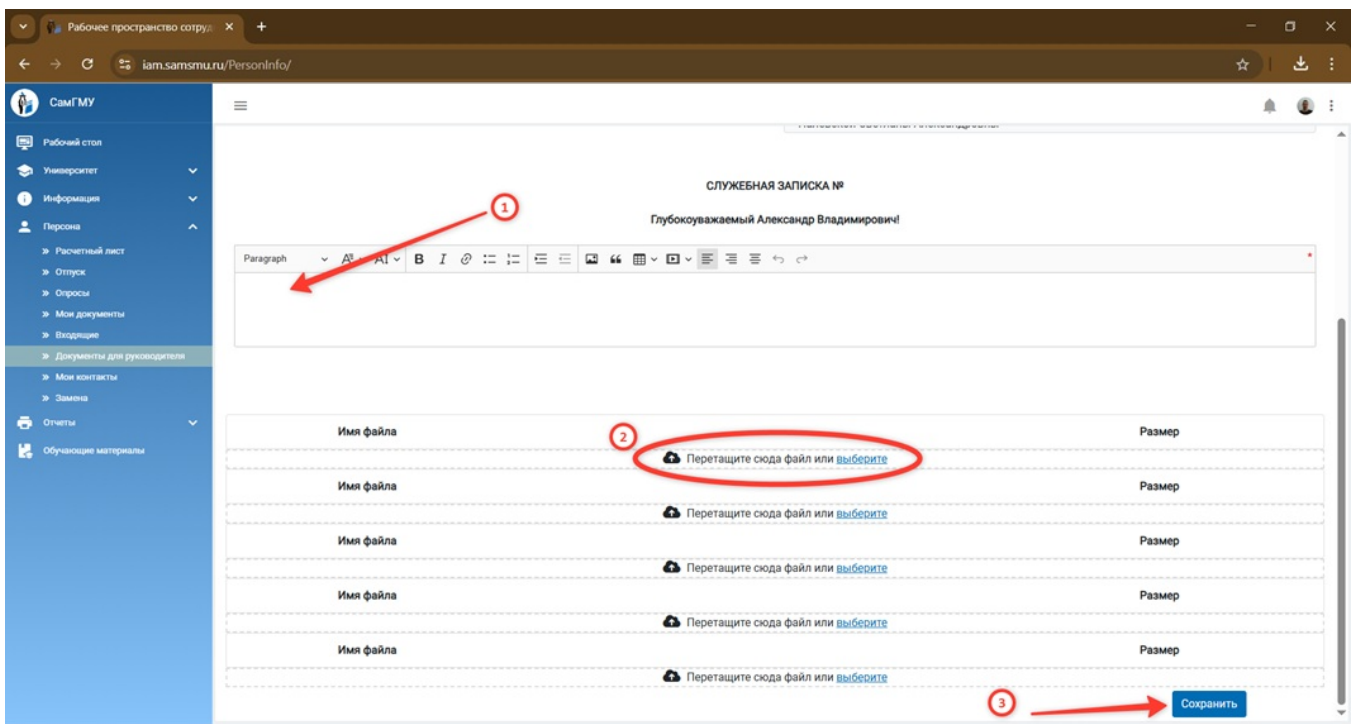 Рабочее пространство сотруд
iam.samsmu.ru/PersonInfo/
СамГМУ
Рабочий стол
Университет
Информация
Персона
Расчетный лист
Отпуск
Опросы
Мои документы
Входящие
Документы для руководителя
Мои контакты
Замена
Отчеты
Обучающие материалы
СЛУЖЕБНАЯ ЗАПИСКА №
1
Глубокоуважаемый Александр Владимирович!
Paragraph
*
Имя файла Размер
2
Перетащите сюда файл или выберите
Имя файла Размер
Перетащите сюда файл или выберите
Имя файла Размер
Перетащите сюда файл или выберите
Имя файла Размер
Перетащите сюда файл или выберите
Имя файла Размер
Перетащите сюда файл или выберите
3
Сохранить